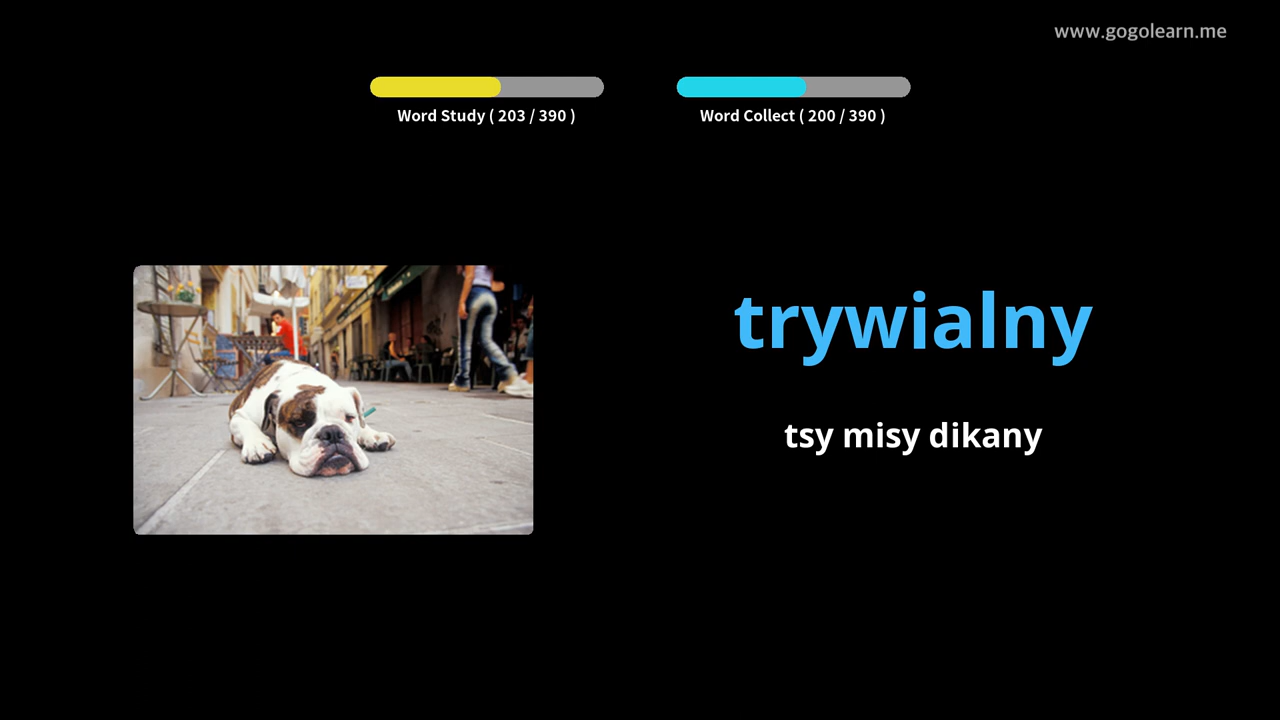 www.gogolearn.me
Word Study ( 203 / 390 )
Word Collect ( 200 / 390 )
trywialny
tsy misy dikany